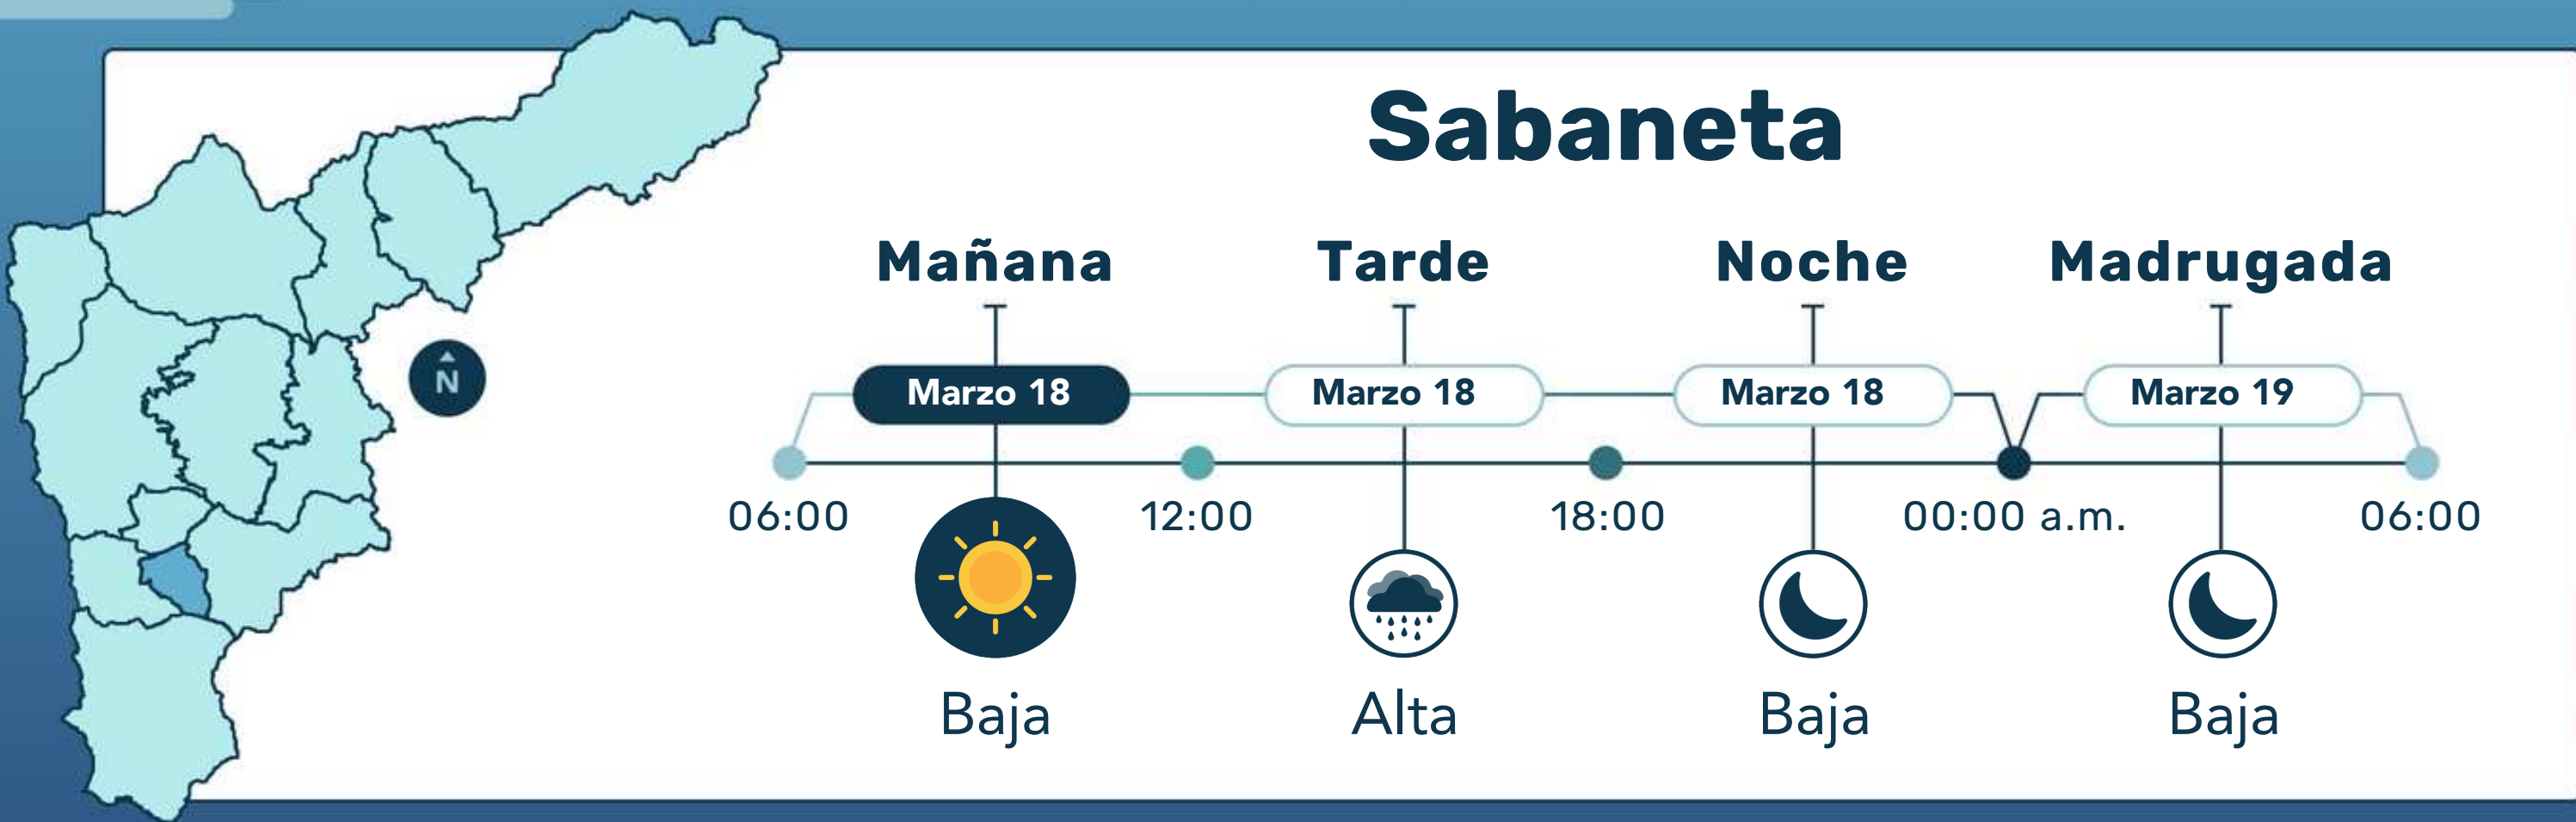 Sabaneta
Mañana Tarde Noche Madrugada
Marzo 18 Marzo 18 Marzo 18 Marzo 19
N
06:00 12:00 18:00 00:00 a.m. 06:00
Baja Alta Baja Baja